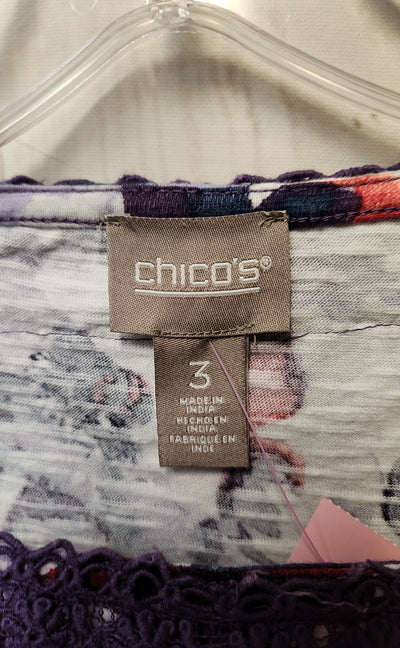 chico's®
3
MADE IN
INDIA
HECHO EN
INDIA
FABRIQUÉ EN
INDE